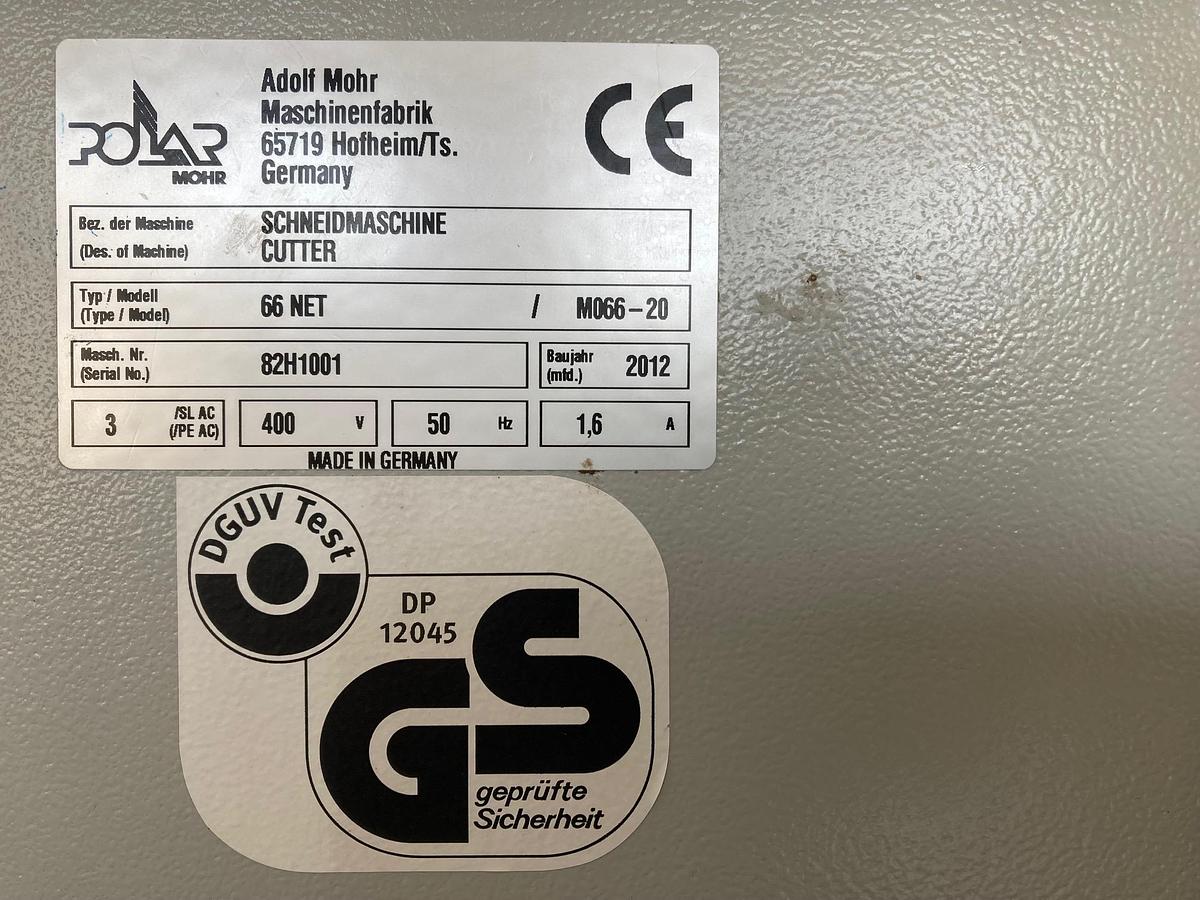 POLAR
MOHR
Adolf Mohr
Maschinenfabrik
65719 Hofheim/Ts.
Germany
CE
Bez. der Maschine
(Des. of Machine)
SCHNEIDMASCHINE
CUTTER
Typ / Modell
(Type / Model)
66 NET / M066-20
Masch. Nr.
(Serial No.)
82H1001
Baujahr
(mfd.)
2012
3 /SL AC
(/PE AC)
400 V
50 Hz
1,6 A
MADE IN GERMANY
DGUV Test
DP
12045
GS
geprüfte
Sicherheit